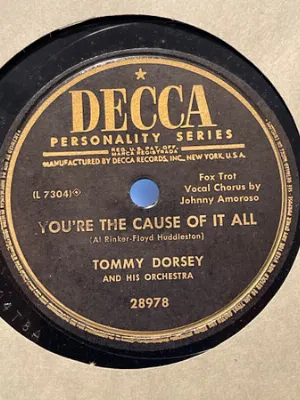 DECCA
PERSONALITY SERIES
REG. U.S. PAT. OFF.
MARCA REGISTRADA
MANUFACTURED BY DECCA RECORDS, INC., NEW YORK, U.S.A.
Fox Trot
(L 7304) Vocal Chorus by
Johnny Amoroso
YOU'RE THE CAUSE OF IT ALL
(Al Rinker-Floyd Huddleston)
TOMMY DORSEY
AND HIS ORCHESTRA
28978